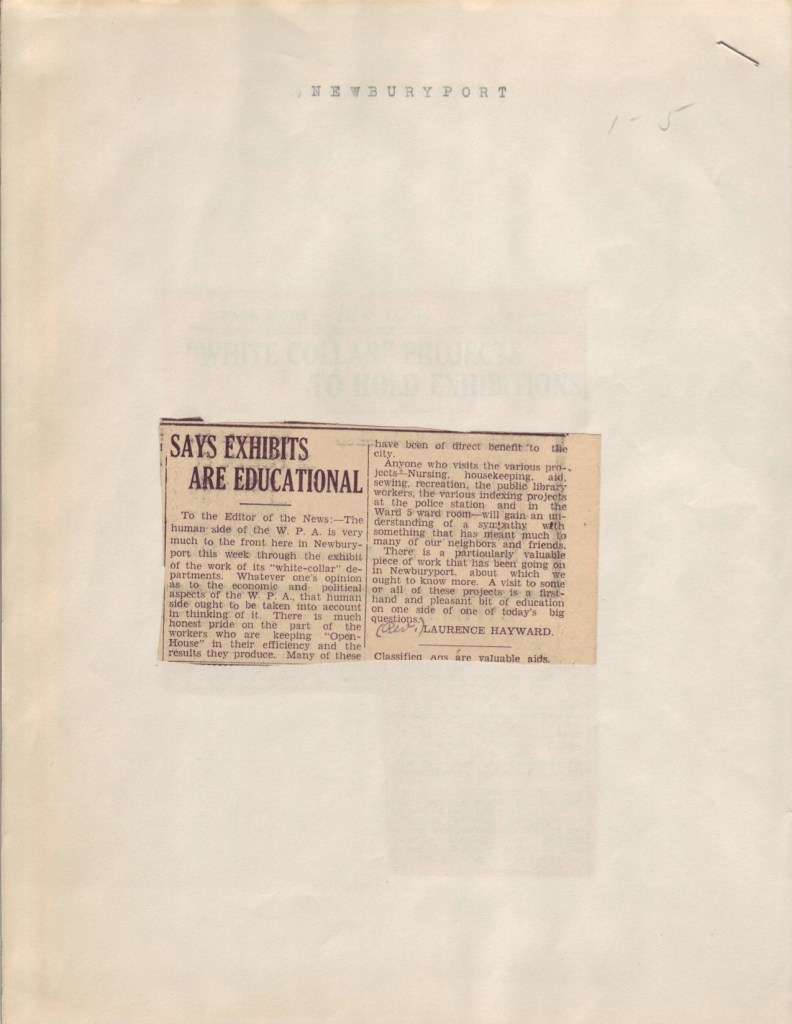 NEWBURYPORT
1-5
"WHITE COLLAR" PROJECTS
TO HOLD EXHIBITIONS
SAYS EXHIBITS
ARE EDUCATIONAL
To the Editor of the News:—The
human side of the W. P. A. is very
much to the front here in Newbury-
port this week through the exhibit
of the work of its "white-collar" de-
partments. Whatever one's opinion
as to the economic and political
aspects of the W. P. A., that human
side ought to be taken into account
in thinking of it. There is much
honest pride on the part of the
workers who are keeping "Open-
House" in their efficiency and the
results they produce. Many of these
have been of direct benefit to the
city.
Anyone who visits the various pro-
jects—Nursing, housekeeping, aid,
sewing, recreation, the public library
workers, the various indexing projects
at the police station and in the
Ward 5 ward room—will gain an un-
derstanding of a sympathy with
something that has meant much to
many of our neighbors and friends.
There is a particularly valuable
piece of work that has been going on
in Newburyport, about which we
ought to know more. A visit to some
or all of these projects is a first-
hand and pleasant bit of education
on one side of one of today's big
questions.
(Rev.) LAURENCE HAYWARD.
Classified ads are valuable aids.